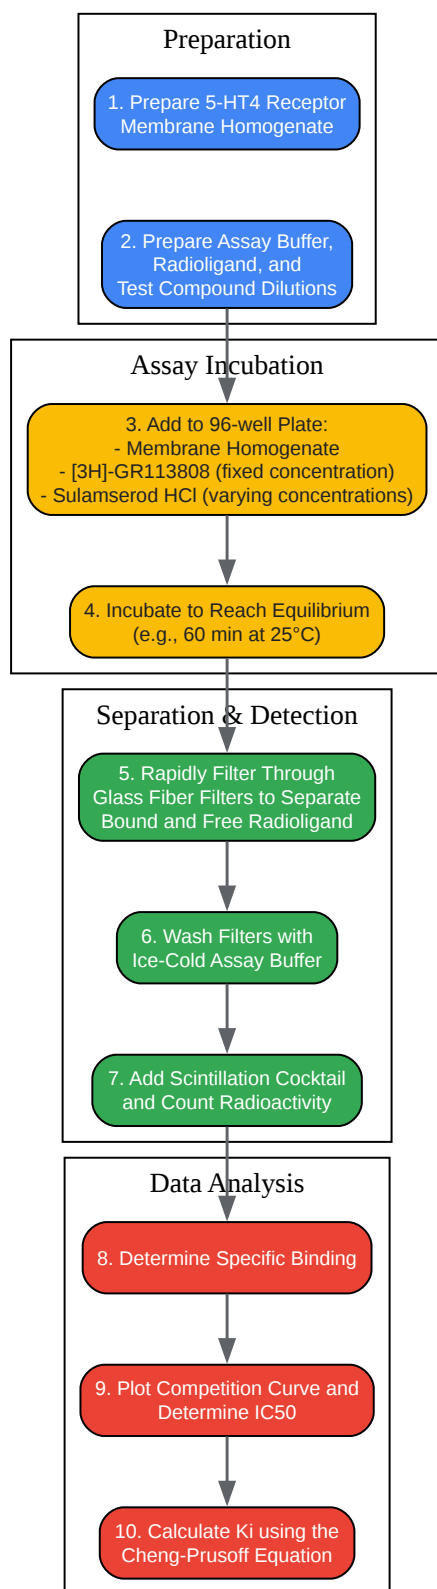 Preparation
1. Prepare 5-HT4 Receptor
Membrane Homogenate
2. Prepare Assay Buffer,
Radioligand, and
Test Compound Dilutions
Assay Incubation
3. Add to 96-well Plate:
- Membrane Homogenate
- [3H]-GR113808 (fixed concentration)
- Sulamserod HCl (varying concentrations)
4. Incubate to Reach Equilibrium
(e.g., 60 min at 25°C)
Separation & Detection
5. Rapidly Filter Through
Glass Fiber Filters to Separate
Bound and Free Radioligand
6. Wash Filters with
Ice-Cold Assay Buffer
7. Add Scintillation Cocktail
and Count Radioactivity
Data Analysis
8. Determine Specific Binding
9. Plot Competition Curve and
Determine IC50
10. Calculate Ki using the
Cheng-Prusoff Equation